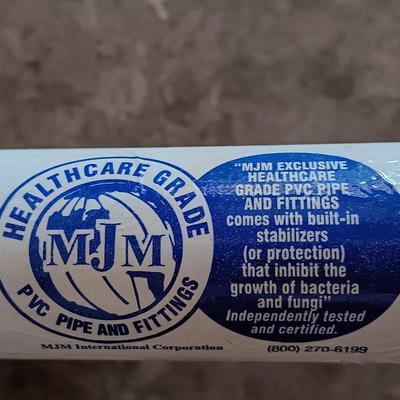 HEALTHCARE GRADE
MJM
PVC PIPE AND FITTINGS
MJM International Corporation
"MJM EXCLUSIVE
HEALTHCARE
GRADE PVC PIPE
AND FITTINGS
comes with built-in
stabilizers
(or protection)
that inhibit the
growth of bacteria
and fungi"
Independently tested
and certified.
(800) 270-6199